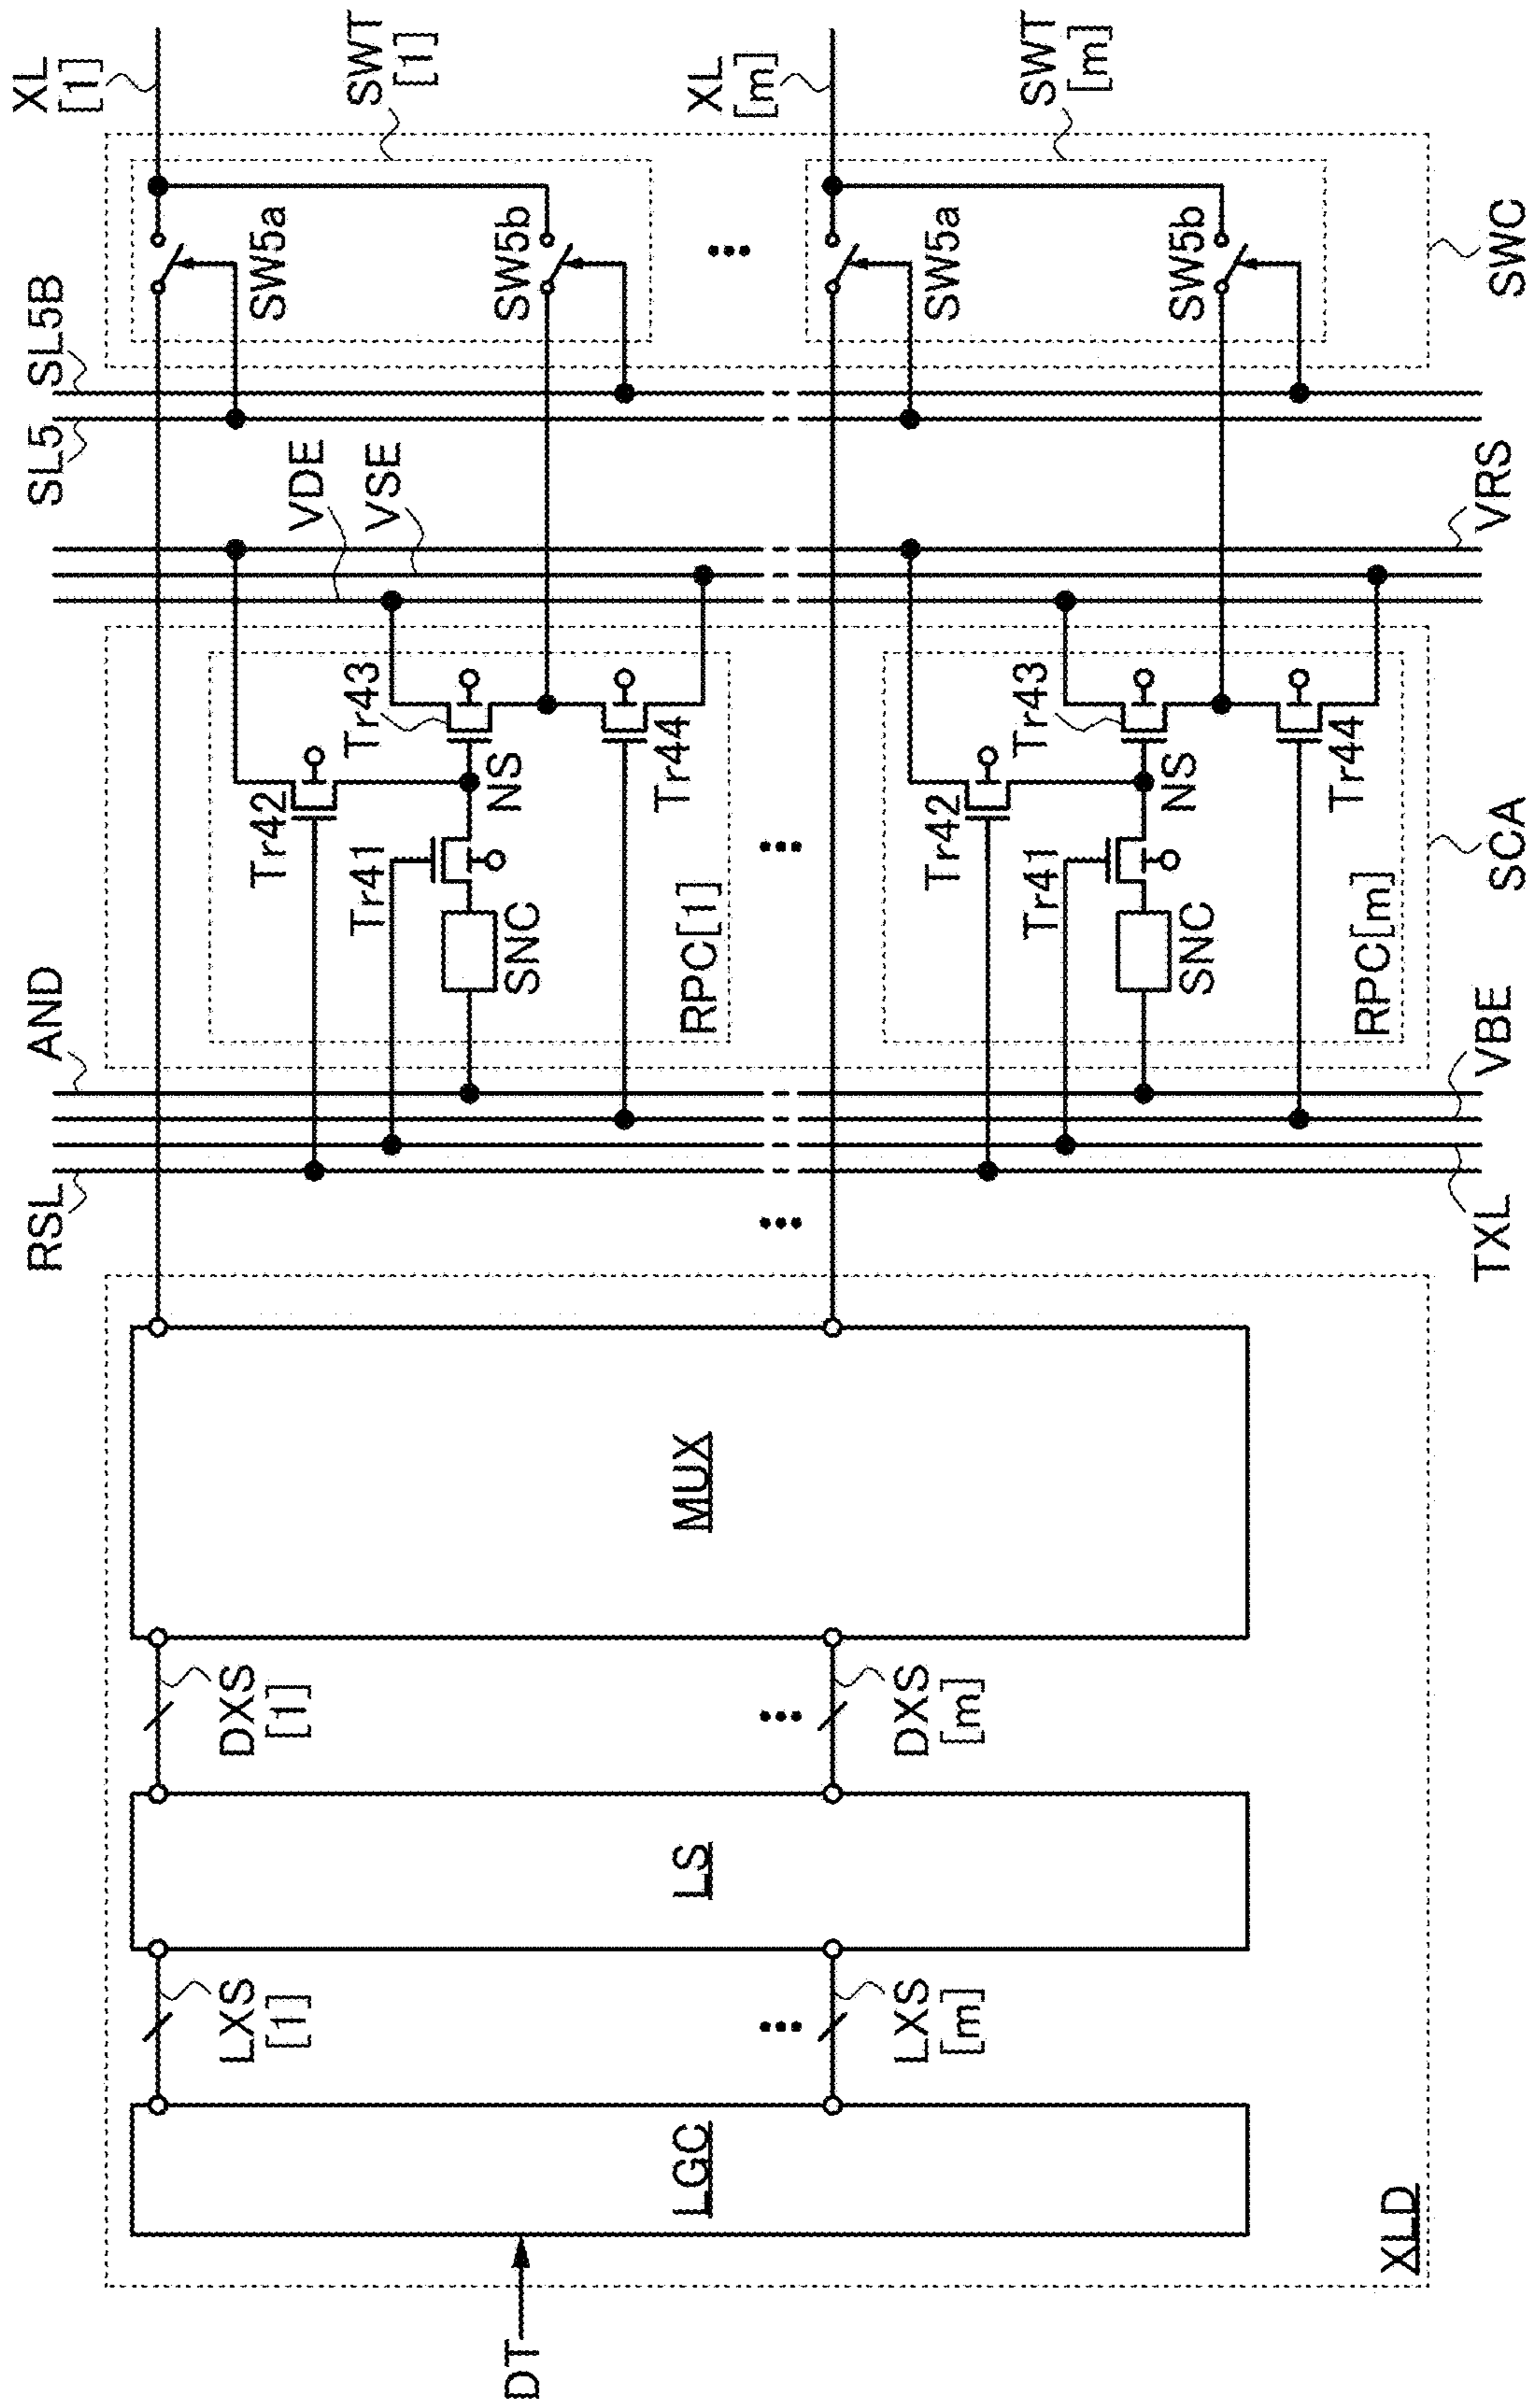 XL
[1]
SWT
[1]
XL
[m]
SWT
[m]
SW5a
SW5b
SW5a
SW5b
SWC
SL5B
SL5
VDE
VSE
VRS
Tr43
Tr42
NS
Tr44
Tr41
SNC
RPC[1]
Tr43
Tr42
NS
Tr44
Tr41
SNC
RPC[m]
SCA
AND
VBE
RSL
TXL
MUX
DXS
[1]
DXS
[m]
LS
LXS
[1]
LXS
[m]
LGC
XLD
DT